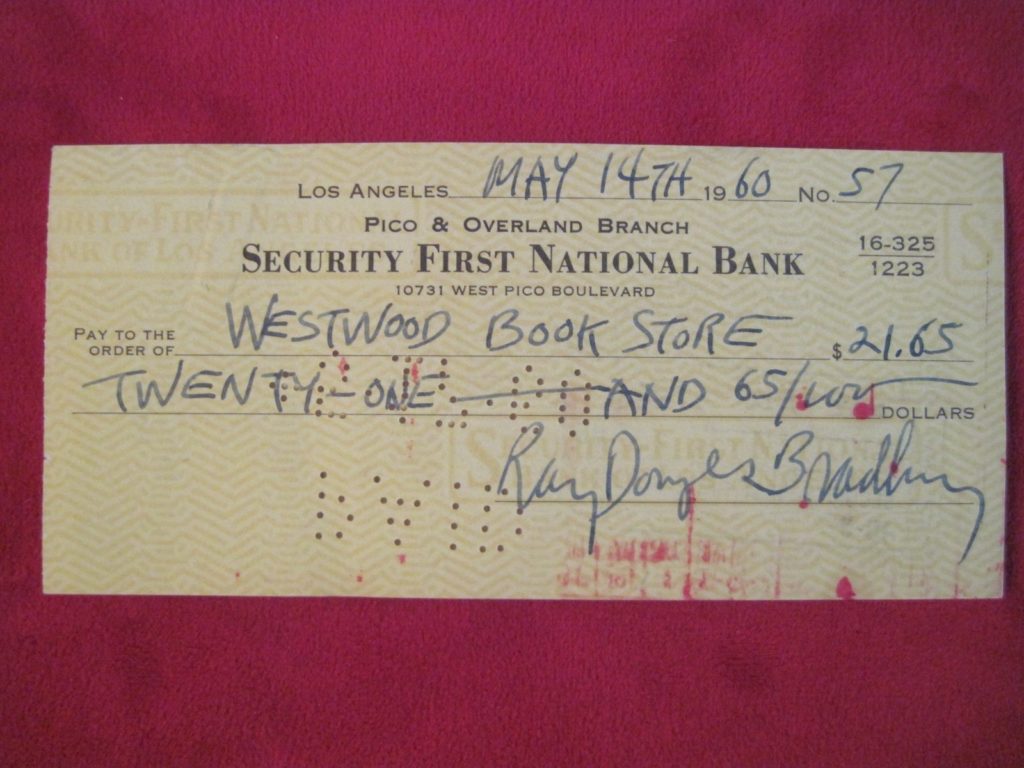 LOS ANGELES MAY 14TH 1960 NO. 57
PICO & OVERLAND BRANCH
SECURITY FIRST NATIONAL BANK
16-325
1223
10731 WEST PICO BOULEVARD
PAY TO THE ORDER OF WESTWOOD BOOK STORE $21.65
TWENTY-ONE AND 65/100 DOLLARS
Ray Douglas Bradbury